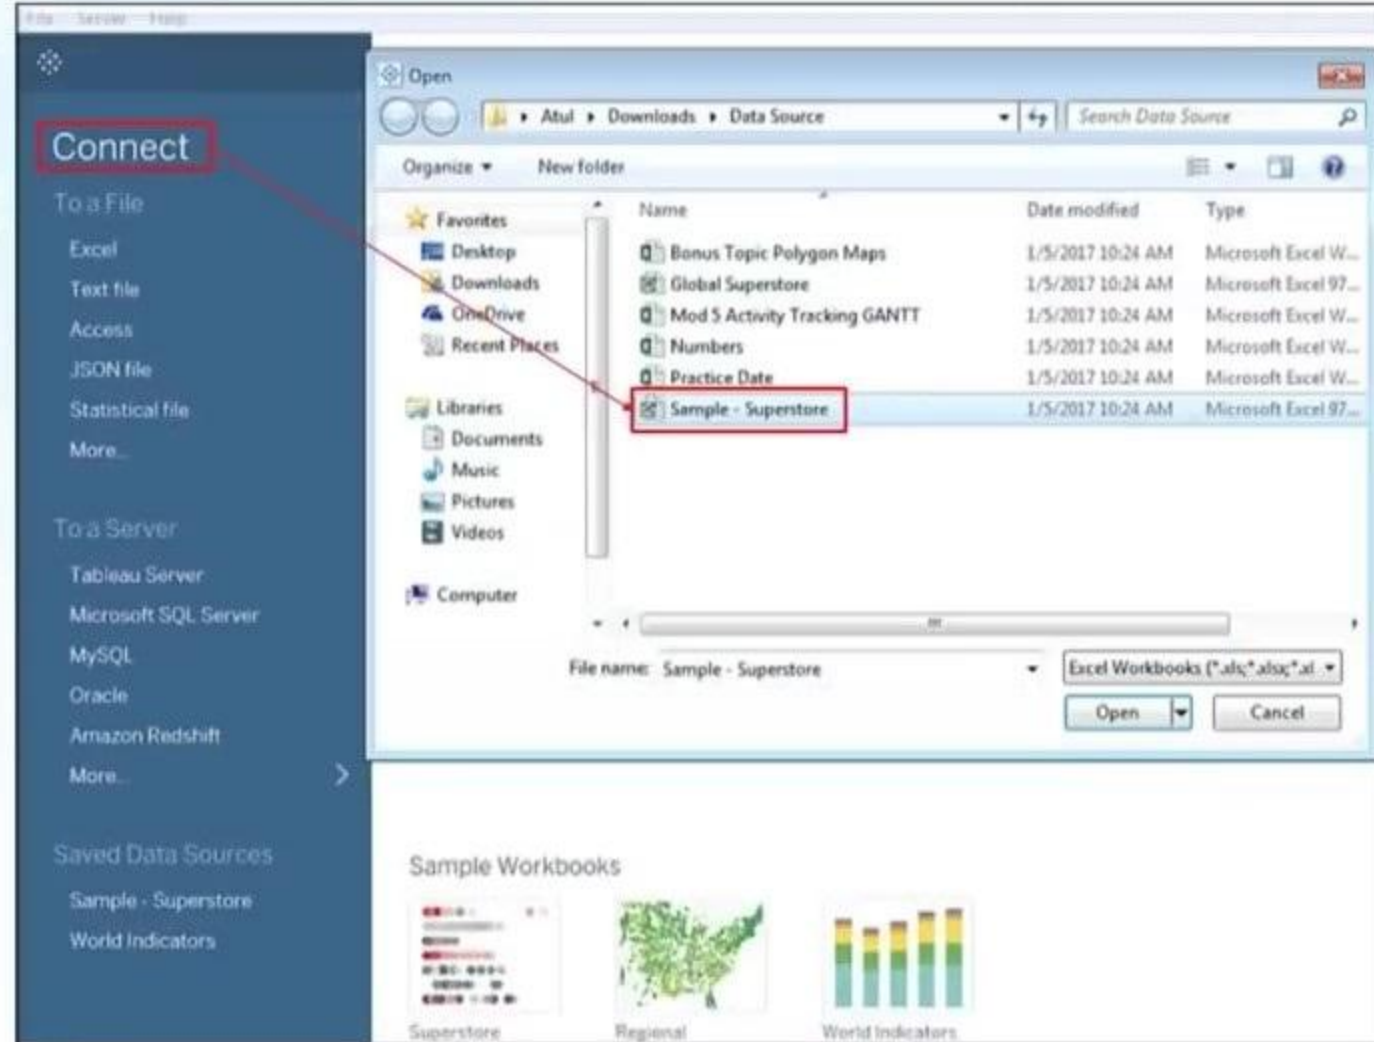 File Server Help
Connect
To a File
Excel
Text file
Access
JSON file
Statistical file
More...
To a Server
Tableau Server
Microsoft SQL Server
MySQL
Oracle
Amazon Redshift
More...
Saved Data Sources
Sample - Superstore
World Indicators
Open
Atul Downloads Data Source
Search Data Source
Organize New folder
Favorites
Desktop
Downloads
OneDrive
Recent Places
Libraries
Documents
Music
Pictures
Videos
Computer
Name Date modified Type
Bonus Topic Polygon Maps 1/5/2017 10:24 AM Microsoft Excel W...
Global Superstore 1/5/2017 10:24 AM Microsoft Excel 97...
Mod 5 Activity Tracking GANTT 1/5/2017 10:24 AM Microsoft Excel W...
Numbers 1/5/2017 10:24 AM Microsoft Excel W...
Practice Date 1/5/2017 10:24 AM Microsoft Excel W...
Sample - Superstore 1/5/2017 10:24 AM Microsoft Excel 97...
File name: Sample - Superstore Excel Workbooks (*.xls;*.xlsx;*.xl
Open Cancel
Sample Workbooks
Superstore Regional World Indicators